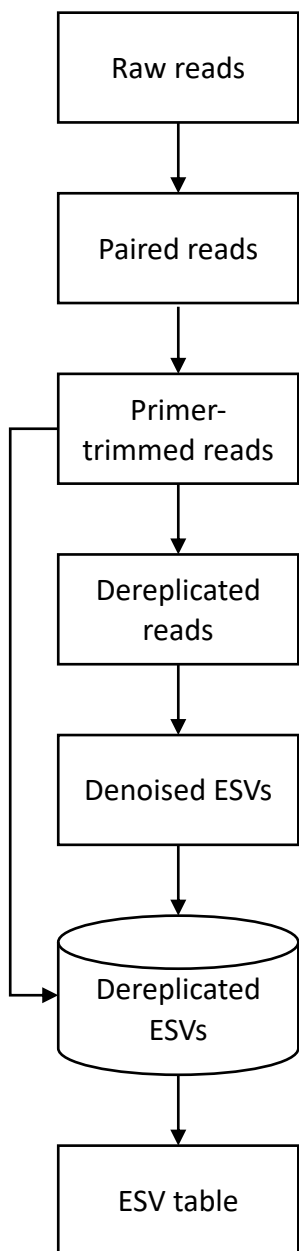 Raw reads
Paired reads
Primer-
trimmed reads
Dereplicated
reads
Denoised ESVs
Dereplicated
ESVs
ESV table